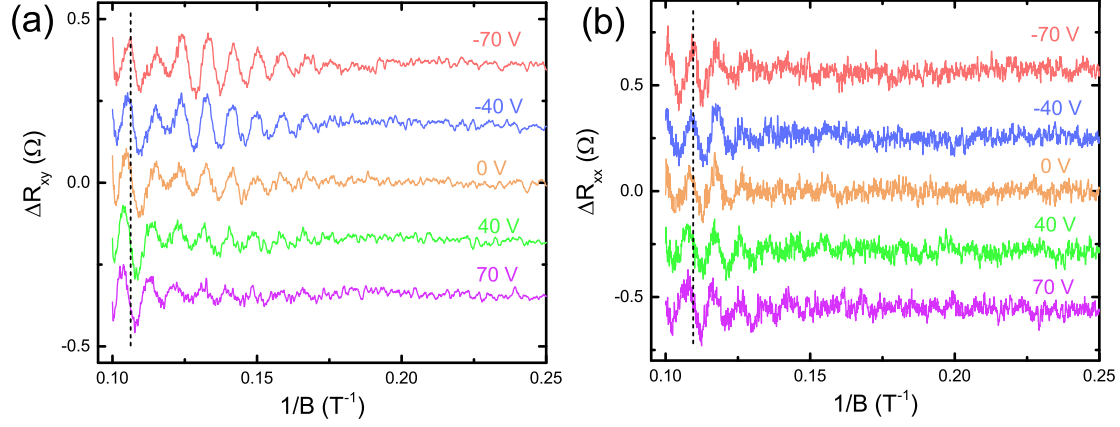 (a)
0.5
0.0
-0.5
ΔR_xy (Ω)
-70 V
-40 V
0 V
40 V
70 V
0.10 0.15 0.20 0.25
1/B (T⁻¹)
(b)
0.5
0.0
-0.5
ΔR_xx (Ω)
-70 V
-40 V
0 V
40 V
70 V
0.10 0.15 0.20 0.25
1/B (T⁻¹)